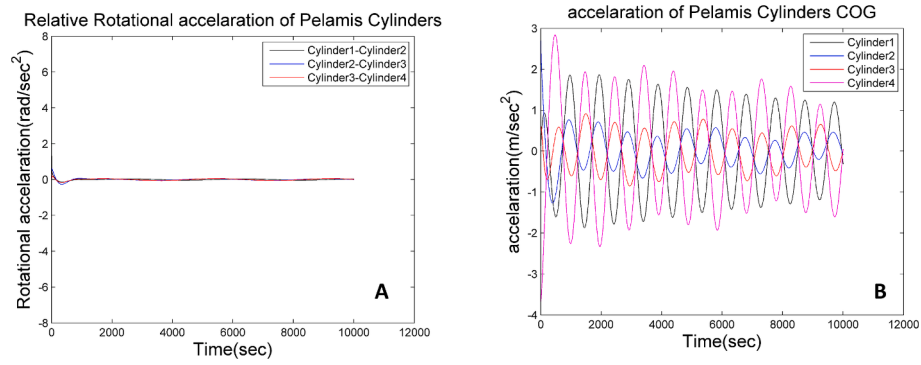 Relative Rotational accelaration of Pelamis Cylinders
Rotational accelaration(rad/sec²)
8
6
4
2
0
-2
-4
-6
-8
Cylinder1-Cylinder2
Cylinder2-Cylinder3
Cylinder3-Cylinder4
A
0
2000
4000
6000
8000
10000
12000
Time(sec)
accelaration of Pelamis Cylinders COG
accelaration(m/sec²)
3
2
1
0
-1
-2
-3
-4
Cylinder1
Cylinder2
Cylinder3
Cylinder4
B
0
2000
4000
6000
8000
10000
12000
Time(sec)